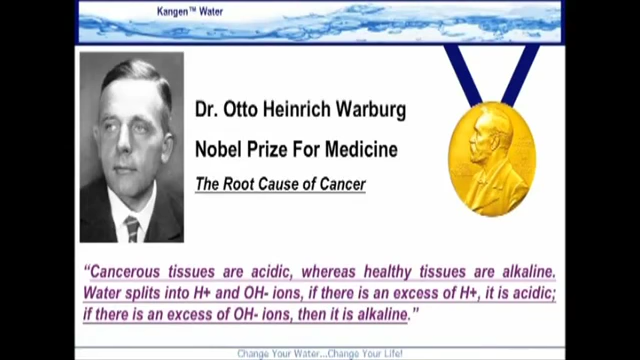 Kangen™ Water
Dr. Otto Heinrich Warburg
Nobel Prize For Medicine
The Root Cause of Cancer
“Cancerous tissues are acidic, whereas healthy tissues are alkaline.
Water splits into H+ and OH- ions, if there is an excess of H+, it is acidic;
if there is an excess of OH- ions, then it is alkaline.”
Change Your Water...Change Your Life!